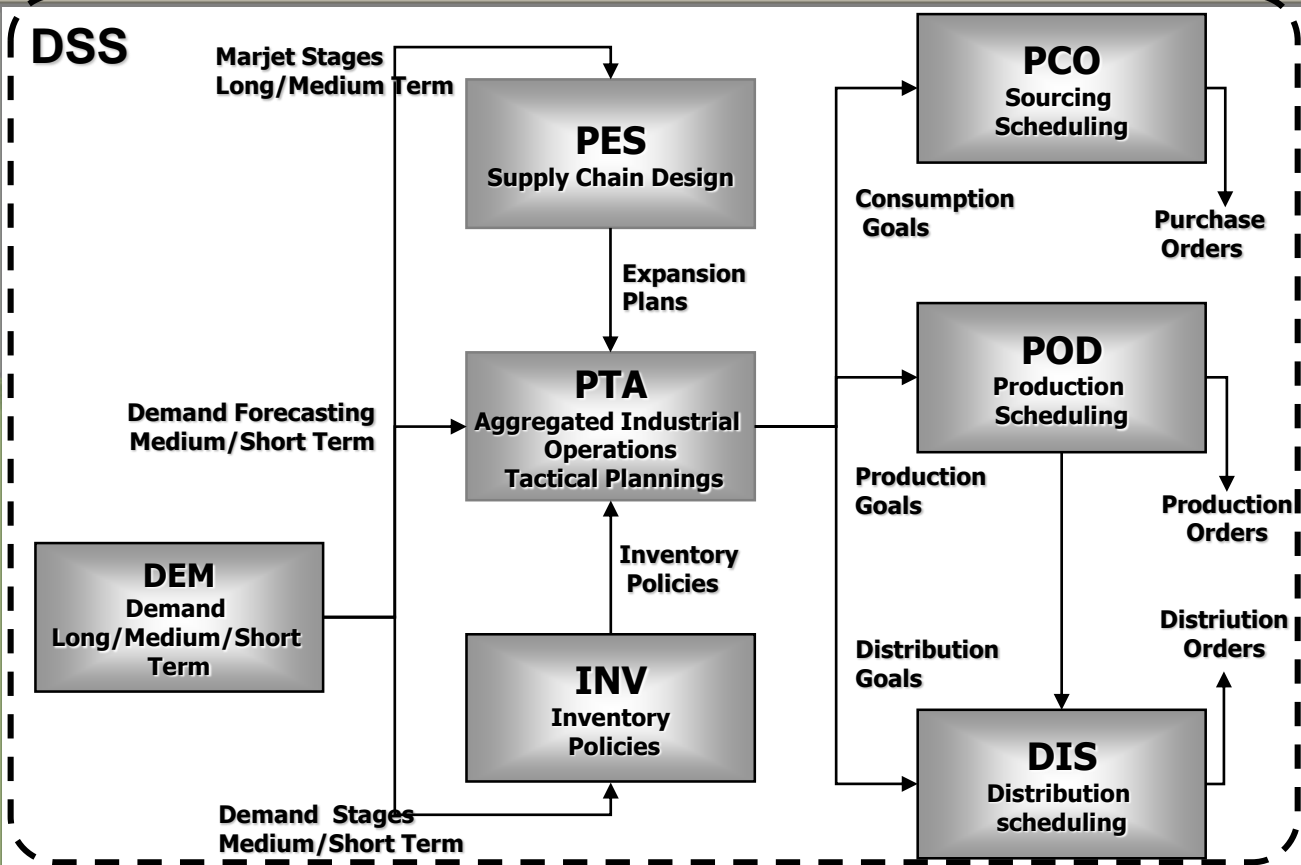 DSS
Marjet Stages
Long/Medium Term
PES
Supply Chain Design
Expansion
Plans
Demand Forecasting
Medium/Short Term
PTA
Aggregated Industrial
Operations
Tactical Plannings
DEM
Demand
Long/Medium/Short
Term
Inventory
Policies
INV
Inventory
Policies
Demand Stages
Medium/Short Term
PCO
Sourcing
Scheduling
Consumption
Goals
Purchase
Orders
POD
Production
Scheduling
Production
Goals
Production
Orders
Distribution
Goals
Distriution
Orders
DIS
Distribution
scheduling